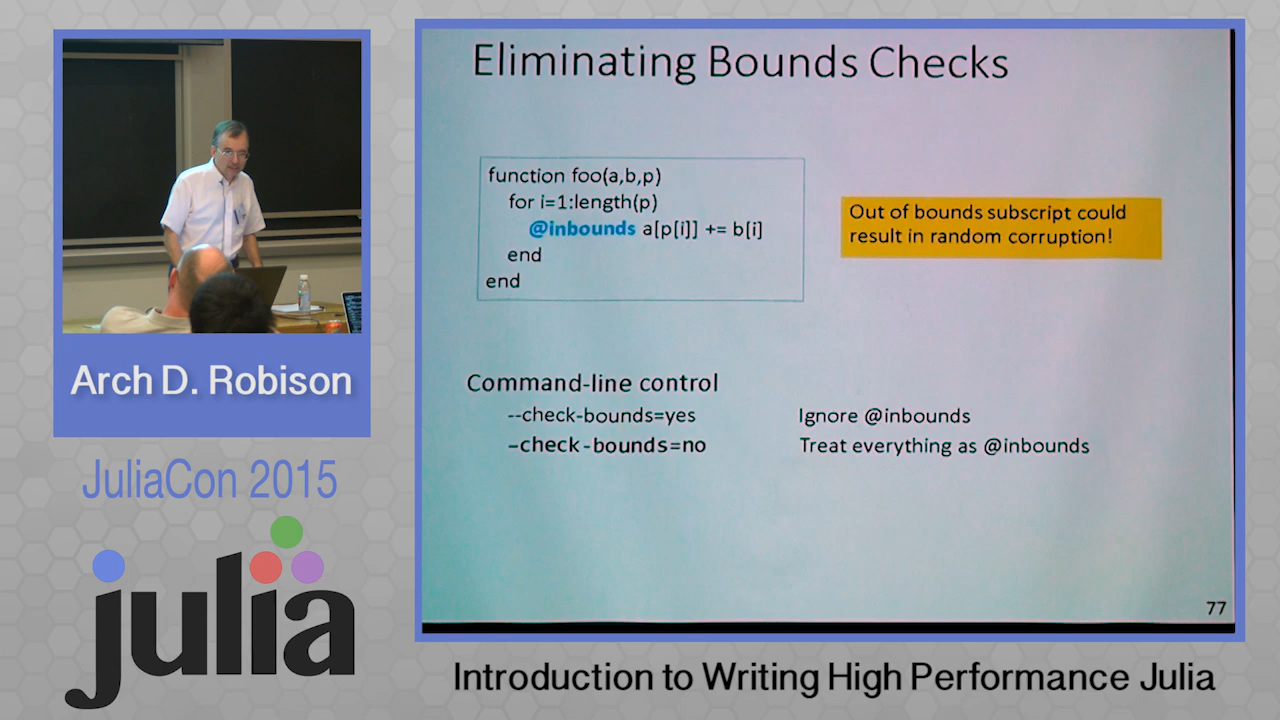 Eliminating Bounds Checks
function foo(a,b,p)
for i=1:length(p)
@inbounds a[p[i]] += b[i]
end
end
Out of bounds subscript could
result in random corruption!
Command-line control
--check-bounds=yes Ignore @inbounds
–check-bounds=no Treat everything as @inbounds
77
Arch D. Robison
JuliaCon 2015
julia
Introduction to Writing High Performance Julia